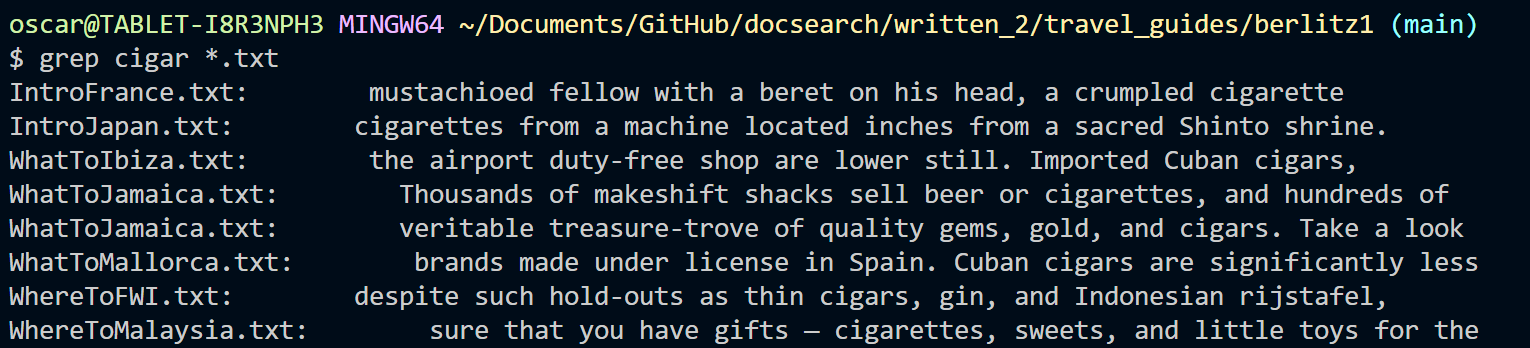 oscar@TABLET-I8R3NPH3 MINGW64 ~/Documents/GitHub/docsearch/written_2/travel_guides/berlitz1 (main)
$ grep cigar *.txt
IntroFrance.txt:        mustachioed fellow with a beret on his head, a crumpled cigarette
IntroJapan.txt:        cigarettes from a machine located inches from a sacred Shinto shrine.
WhatToIbiza.txt:        the airport duty-free shop are lower still. Imported Cuban cigars,
WhatToJamaica.txt:        Thousands of makeshift shacks sell beer or cigarettes, and hundreds of
WhatToJamaica.txt:        veritable treasure-trove of quality gems, gold, and cigars. Take a look
WhatToMallorca.txt:        brands made under license in Spain. Cuban cigars are significantly less
WhereToFWI.txt:        despite such hold-outs as thin cigars, gin, and Indonesian rijstafel,
WhereToMalaysia.txt:        sure that you have gifts — cigarettes, sweets, and little toys for the